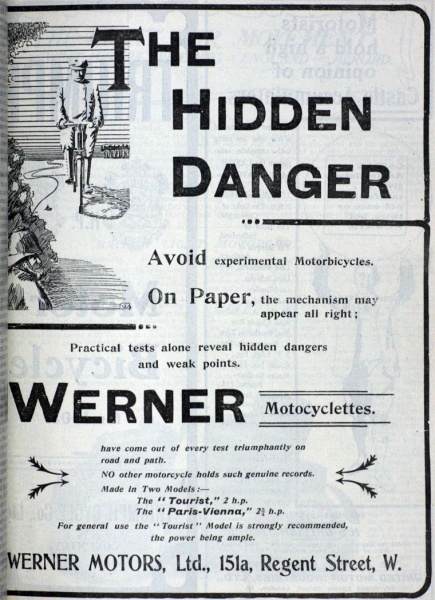 THE
HIDDEN
DANGER
Avoid experimental Motorbicycles.
On Paper, the mechanism may
appear all right;
Practical tests alone reveal hidden dangers
and weak points.
WERNER Motocyclettes.
have come out of every test triumphantly on
road and path.
NO other motorcycle holds such genuine records.
Made in Two Models:—
The "Tourist," 2 h.p.
The "Paris-Vienna," 2¾ h.p.
For general use the "Tourist" Model is strongly recommended,
the power being ample.
WERNER MOTORS, Ltd., 151a, Regent Street, W.